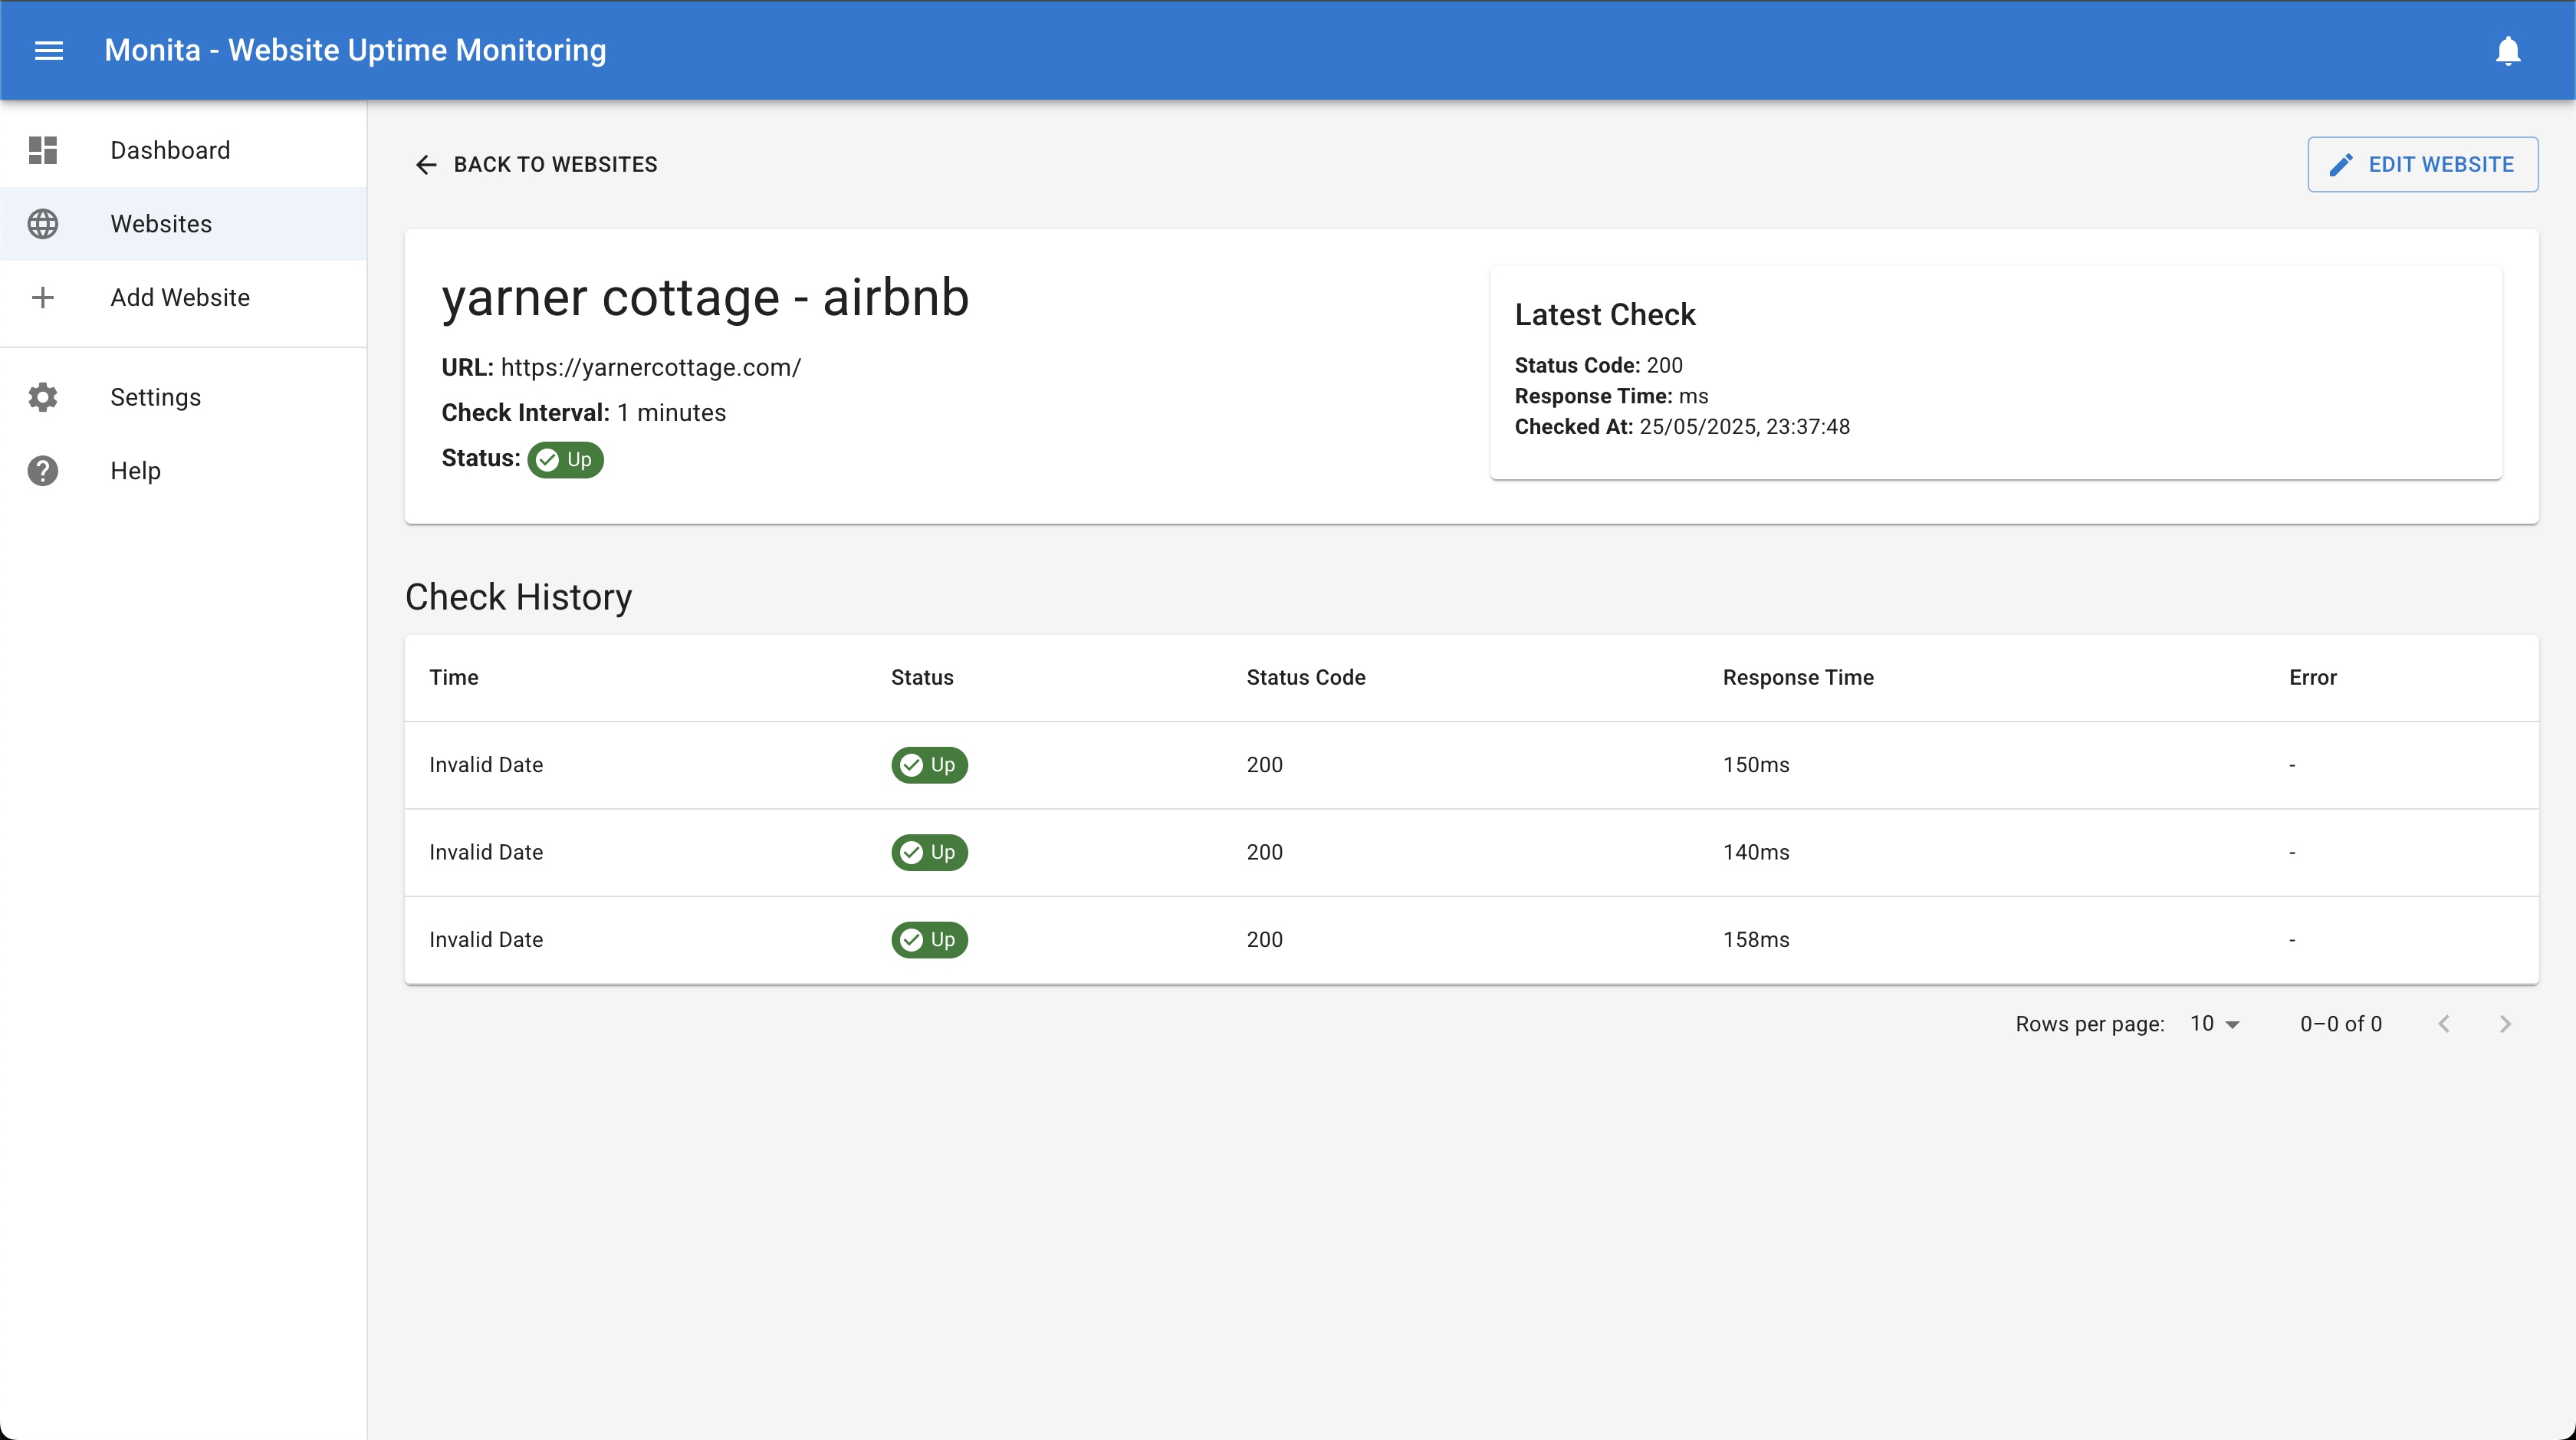 Monita - Website Uptime Monitoring
Dashboard
Websites
Add Website
Settings
Help
BACK TO WEBSITES
EDIT WEBSITE
yarner cottage - airbnb
URL: https://yarnercottage.com/
Check Interval: 1 minutes
Status: Up
Latest Check
Status Code: 200
Response Time: ms
Checked At: 25/05/2025, 23:37:48
Check History
Time Status Status Code Response Time Error
Invalid Date Up 200 150ms -
Invalid Date Up 200 140ms -
Invalid Date Up 200 158ms -
Rows per page: 10 0–0 of 0